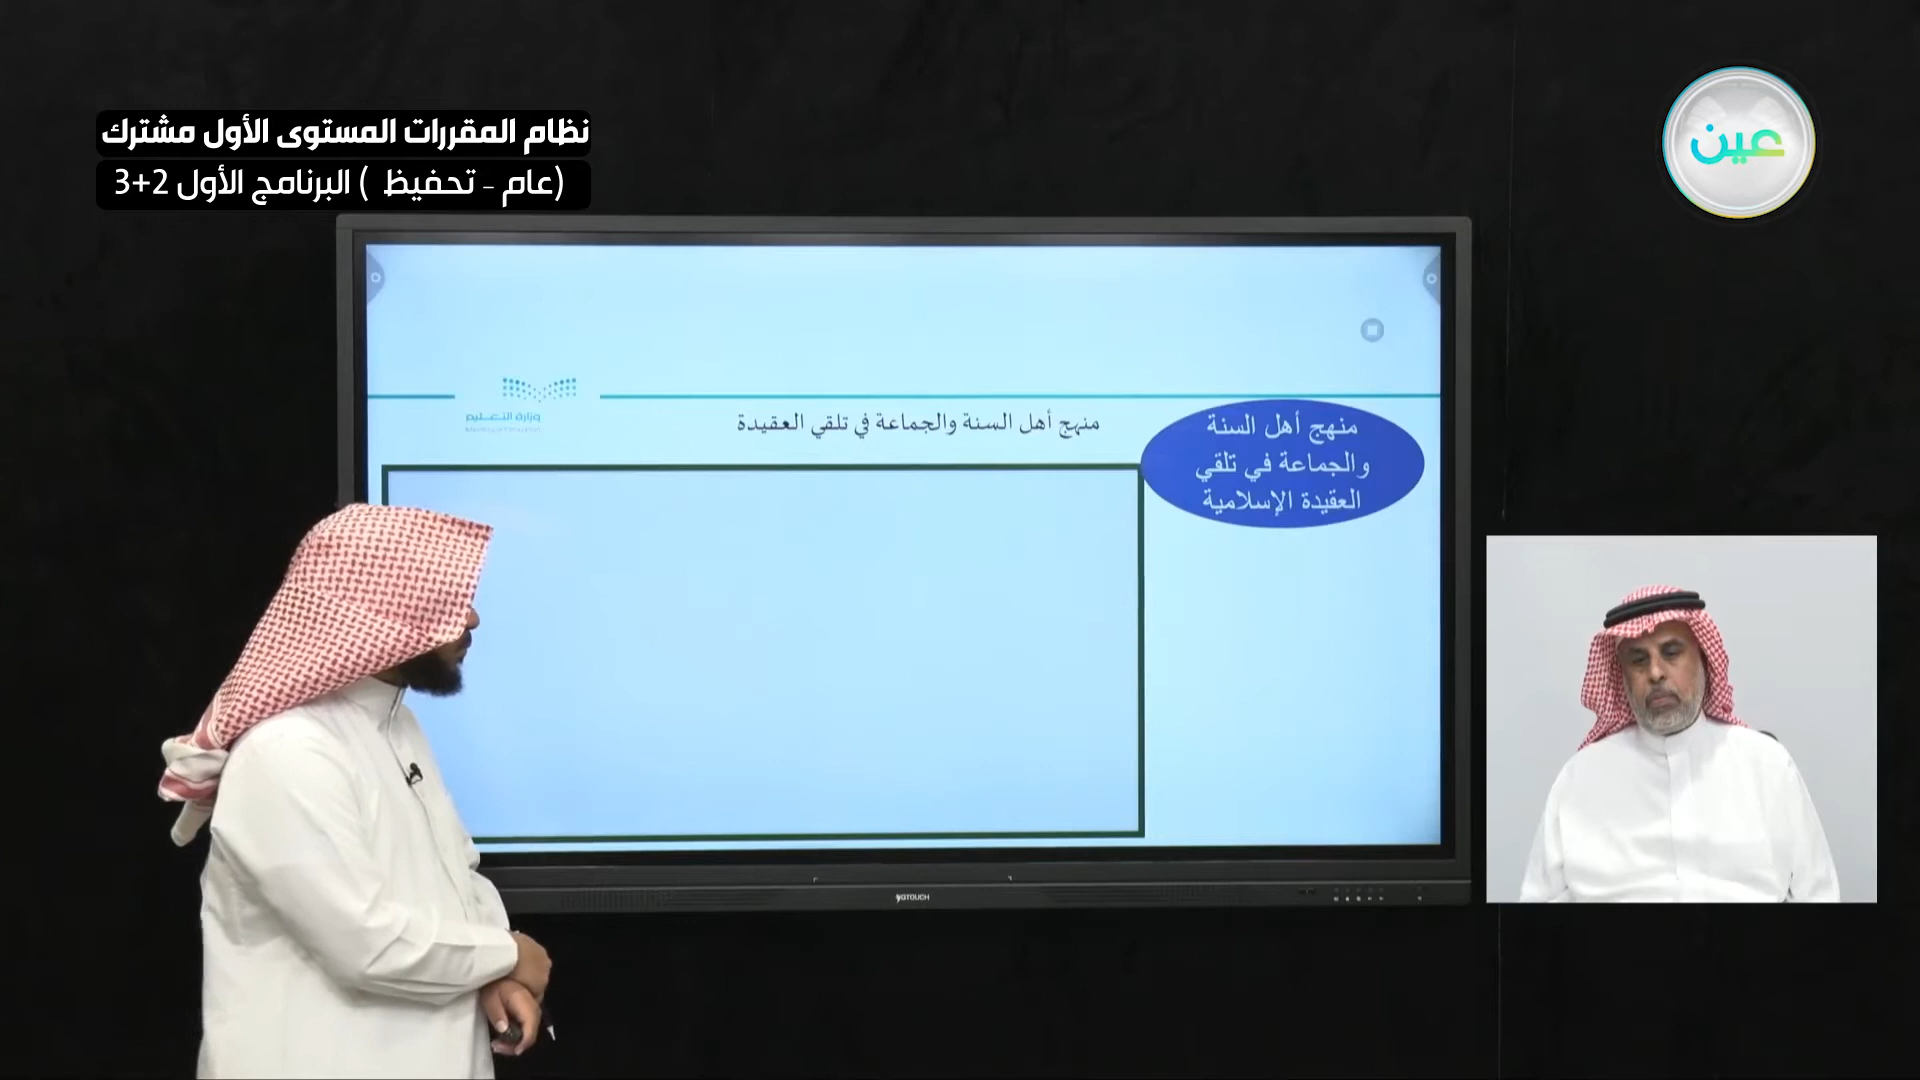 نظام المقررات المستوى الأول مشترك
(عام - تحفيظ ) البرنامج الأول 2+3
عين
وزارة التعليم
منهج أهل السنة والجماعة في تلقي العقيدة
منهج أهل السنة
والجماعة في تلقي
العقيدة الإسلامية
GTOUCH